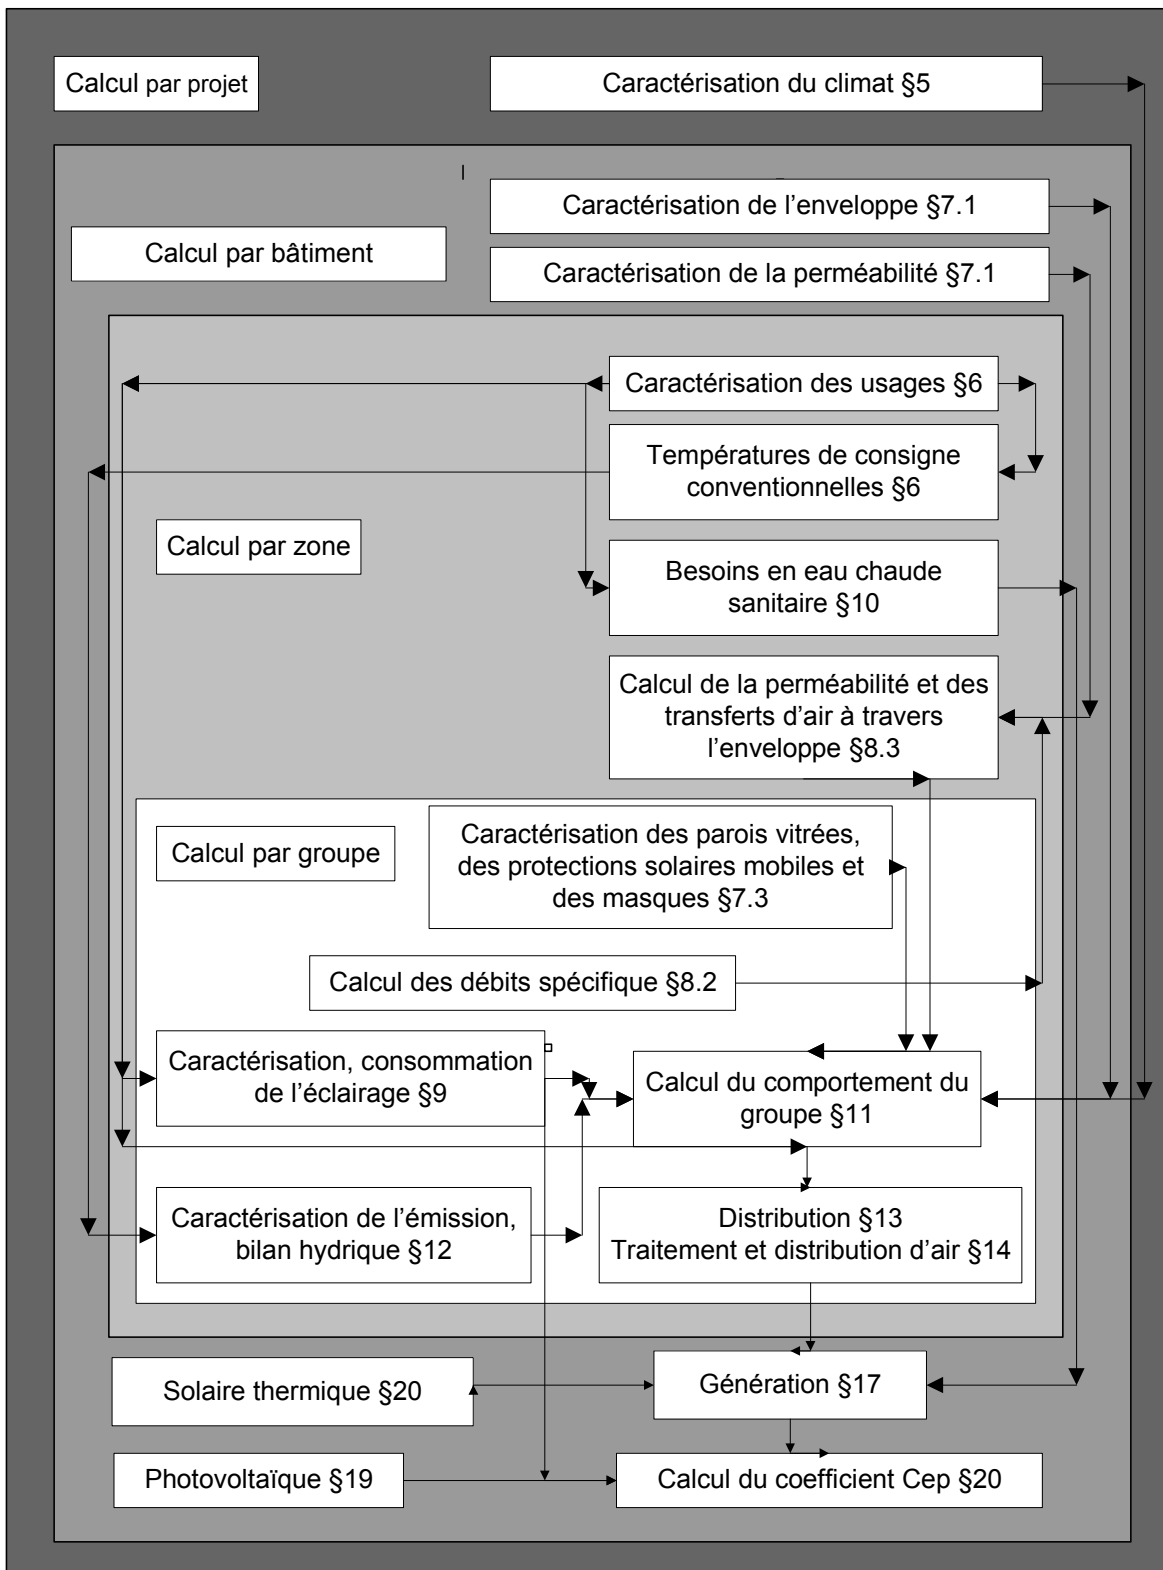 Calcul par projet
Caractérisation du climat §5
Caractérisation de l’enveloppe §7.1
Calcul par bâtiment
Caractérisation de la perméabilité §7.1
Caractérisation des usages §6
Températures de consigne
conventionnelles §6
Calcul par zone
Besoins en eau chaude
sanitaire §10
Calcul de la perméabilité et des
transferts d’air à travers
l’enveloppe §8.3
Calcul par groupe
Caractérisation des parois vitrées,
des protections solaires mobiles et
des masques §7.3
Calcul des débits spécifique §8.2
Caractérisation, consommation
de l’éclairage §9
Calcul du comportement du
groupe §11
Caractérisation de l’émission,
bilan hydrique §12
Distribution §13
Traitement et distribution d’air §14
Solaire thermique §20
Génération §17
Photovoltaïque §19
Calcul du coefficient Cep §20